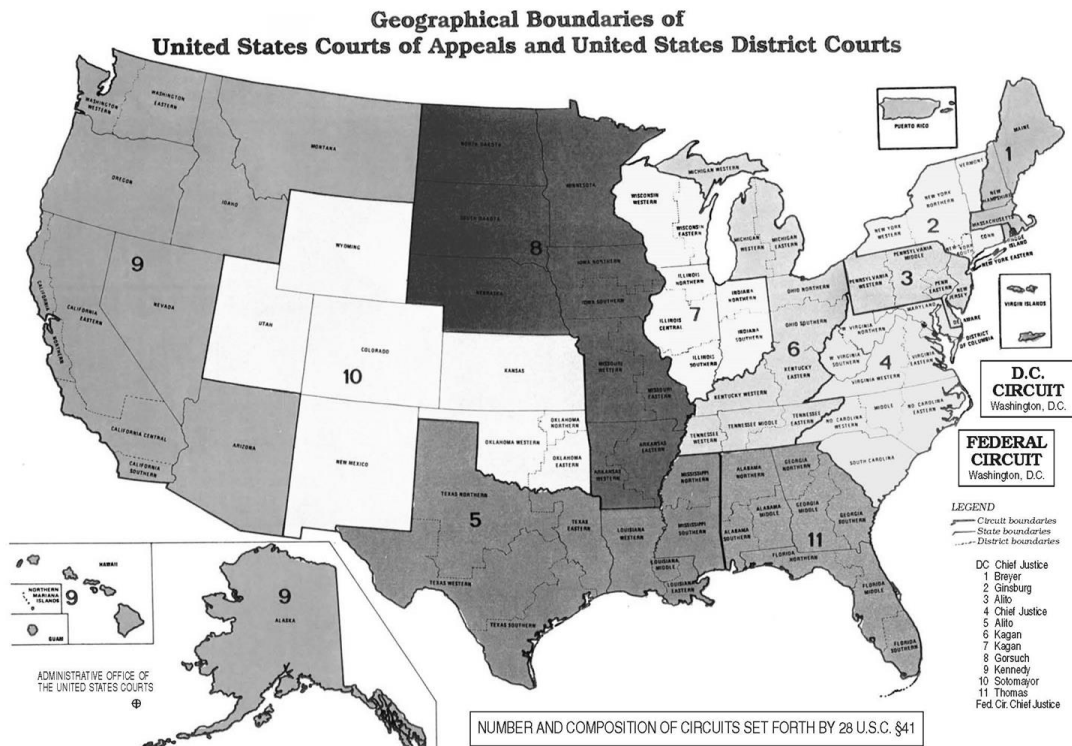 Geographical Boundaries of
United States Courts of Appeals and United States District Courts
WASHINGTON
WESTERN
WASHINGTON
EASTERN
MONTANA
OREGON
IDAHO
WYOMING
9
NEVADA
CALIFORNIA
EASTERN
CALIFORNIA NORTHERN
CALIFORNIA CENTRAL
CALIFORNIA
SOUTHERN
UTAH
COLORADO
10
ARIZONA
NEW MEXICO
KANSAS
OKLAHOMA WESTERN
OKLAHOMA
NORTHERN
OKLAHOMA
EASTERN
NORTH DAKOTA
SOUTH DAKOTA
NEBRASKA
8
MINNESOTA
IOWA NORTHERN
IOWA SOUTHERN
MISSOURI
WESTERN
MISSOURI
EASTERN
ARKANSAS
EASTERN
ARKANSAS
WESTERN
TEXAS NORTHERN
5
TEXAS
EASTERN
TEXAS WESTERN
TEXAS SOUTHERN
LOUISIANA
WESTERN
LOUISIANA
MIDDLE
LOUISIANA
EASTERN
MISSISSIPPI
NORTHERN
MISSISSIPPI
SOUTHERN
WISCONSIN
WESTERN
WISCONSIN
EASTERN
ILLINOIS
NORTHERN
ILLINOIS
CENTRAL
ILLINOIS
SOUTHERN
7
INDIANA
NORTHERN
INDIANA
SOUTHERN
MICHIGAN WESTERN
MICHIGAN
WESTERN
MICHIGAN
EASTERN
OHIO NORTHERN
OHIO SOUTHERN
6
KENTUCKY
EASTERN
KENTUCKY WESTERN
TENNESSEE
WESTERN
TENNESSEE MIDDLE
TENNESSEE
EASTERN
ALABAMA
NORTHERN
ALABAMA
MIDDLE
ALABAMA
SOUTHERN
GEORGIA
NORTHERN
GEORGIA
MIDDLE
GEORGIA
SOUTHERN
11
FLORIDA
NORTHERN
FLORIDA
MIDDLE
FLORIDA
SOUTHERN
W VIRGINIA
NORTHERN
W VIRGINIA
SOUTHERN
4
VIRGINIA
EASTERN
VIRGINIA WESTERN
NO CAROLINA
WESTERN
MIDDLE
NO CAROLINA
EASTERN
SOUTH CAROLINA
MARYLAND
DELAWARE
DISTRICT
OF COLUMBIA
PENNSYLVANIA
WESTERN
PENNSYLVANIA
MIDDLE
3
PENN
EASTERN
NEW
JERSEY
NEW YORK
WESTERN
NEW YORK
NORTHERN
2
NEW YORK
SOUTH
NEW YORK EASTERN
VERMONT
CONN
RHODE
ISLAND
MASSACHUSETTS
NEW
HAMPSHIRE
1
MAINE
PUERTO RICO
VIRGIN ISLANDS
D.C.
CIRCUIT
Washington, D.C.
FEDERAL
CIRCUIT
Washington, D.C.
LEGEND
Circuit boundaries
State boundaries
District boundaries
DC Chief Justice
1 Breyer
2 Ginsburg
3 Alito
4 Chief Justice
5 Alito
6 Kagan
7 Kagan
8 Gorsuch
9 Kennedy
10 Sotomayor
11 Thomas
Fed. Cir. Chief Justice
HAWAII
NORTHERN
MARIANA
ISLANDS
9
GUAM
9
ALASKA
ADMINISTRATIVE OFFICE OF
THE UNITED STATES COURTS
NUMBER AND COMPOSITION OF CIRCUITS SET FORTH BY 28 U.S.C. §41